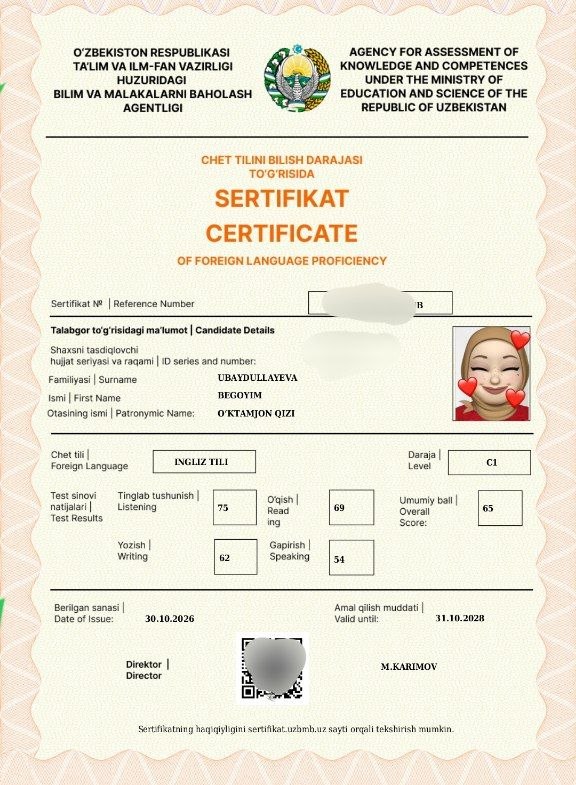 O‘ZBEKISTON RESPUBLIKASI
TA’LIM VA ILM-FAN VAZIRLIGI
HUZURIDAGI
BILIM VA MALAKALARNI BAHOLASH
AGENTLIGI
AGENCY FOR ASSESSMENT OF
KNOWLEDGE AND COMPETENCES
UNDER THE MINISTRY OF
EDUCATION AND SCIENCE OF THE
REPUBLIC OF UZBEKISTAN
CHET TILINI BILISH DARAJASI
TO‘G‘RISIDA
SERTIFIKAT
CERTIFICATE
OF FOREIGN LANGUAGE PROFICIENCY
Sertifikat № | Reference Number
UB
Talabgor to‘g‘risidagi ma’lumot | Candidate Details
Shaxsni tasdiqlovchi
hujjat seriyasi va raqami | ID series and number:
Familiyasi | Surname UBAYDULLAYEVA
Ismi | First Name BEGOYIM
Otasining ismi | Patronymic Name: O‘KTAMJON QIZI
Chet tili |
Foreign Language
INGLIZ TILI
Daraja |
Level
C1
Test sinovi
natijalari |
Test Results
Tinglab tushunish |
Listening
75
O‘qish |
Read
ing
69
Umumiy ball |
Overall
Score:
65
Yozish |
Writing
62
Gapirish |
Speaking
54
Berilgan sanasi |
Date of Issue: 30.10.2026
Amal qilish muddati |
Valid until: 31.10.2028
Direktor |
Director
M.KARIMOV
Sertifikatning haqiqiyligini sertifikat.uzbmb.uz sayti orqali tekshirish mumkin.